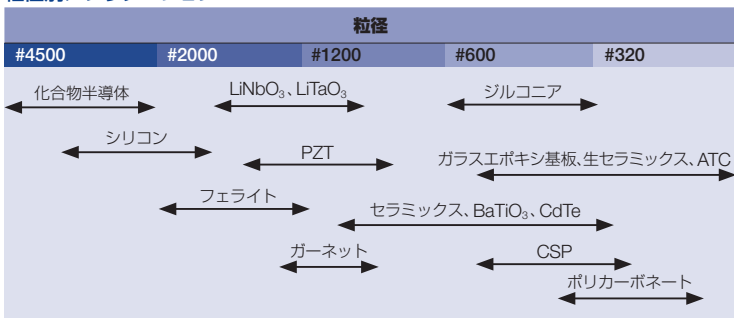 粒径
#4500 #2000 #1200 #600 #320
化合物半導体 LiNbO₃、LiTaO₃ ジルコニア
シリコン PZT ガラスエポキシ基板、生セラミックス、ATC
フェライト セラミックス、BaTiO₃、CdTe
ガーネット CSP
ポリカーボネート